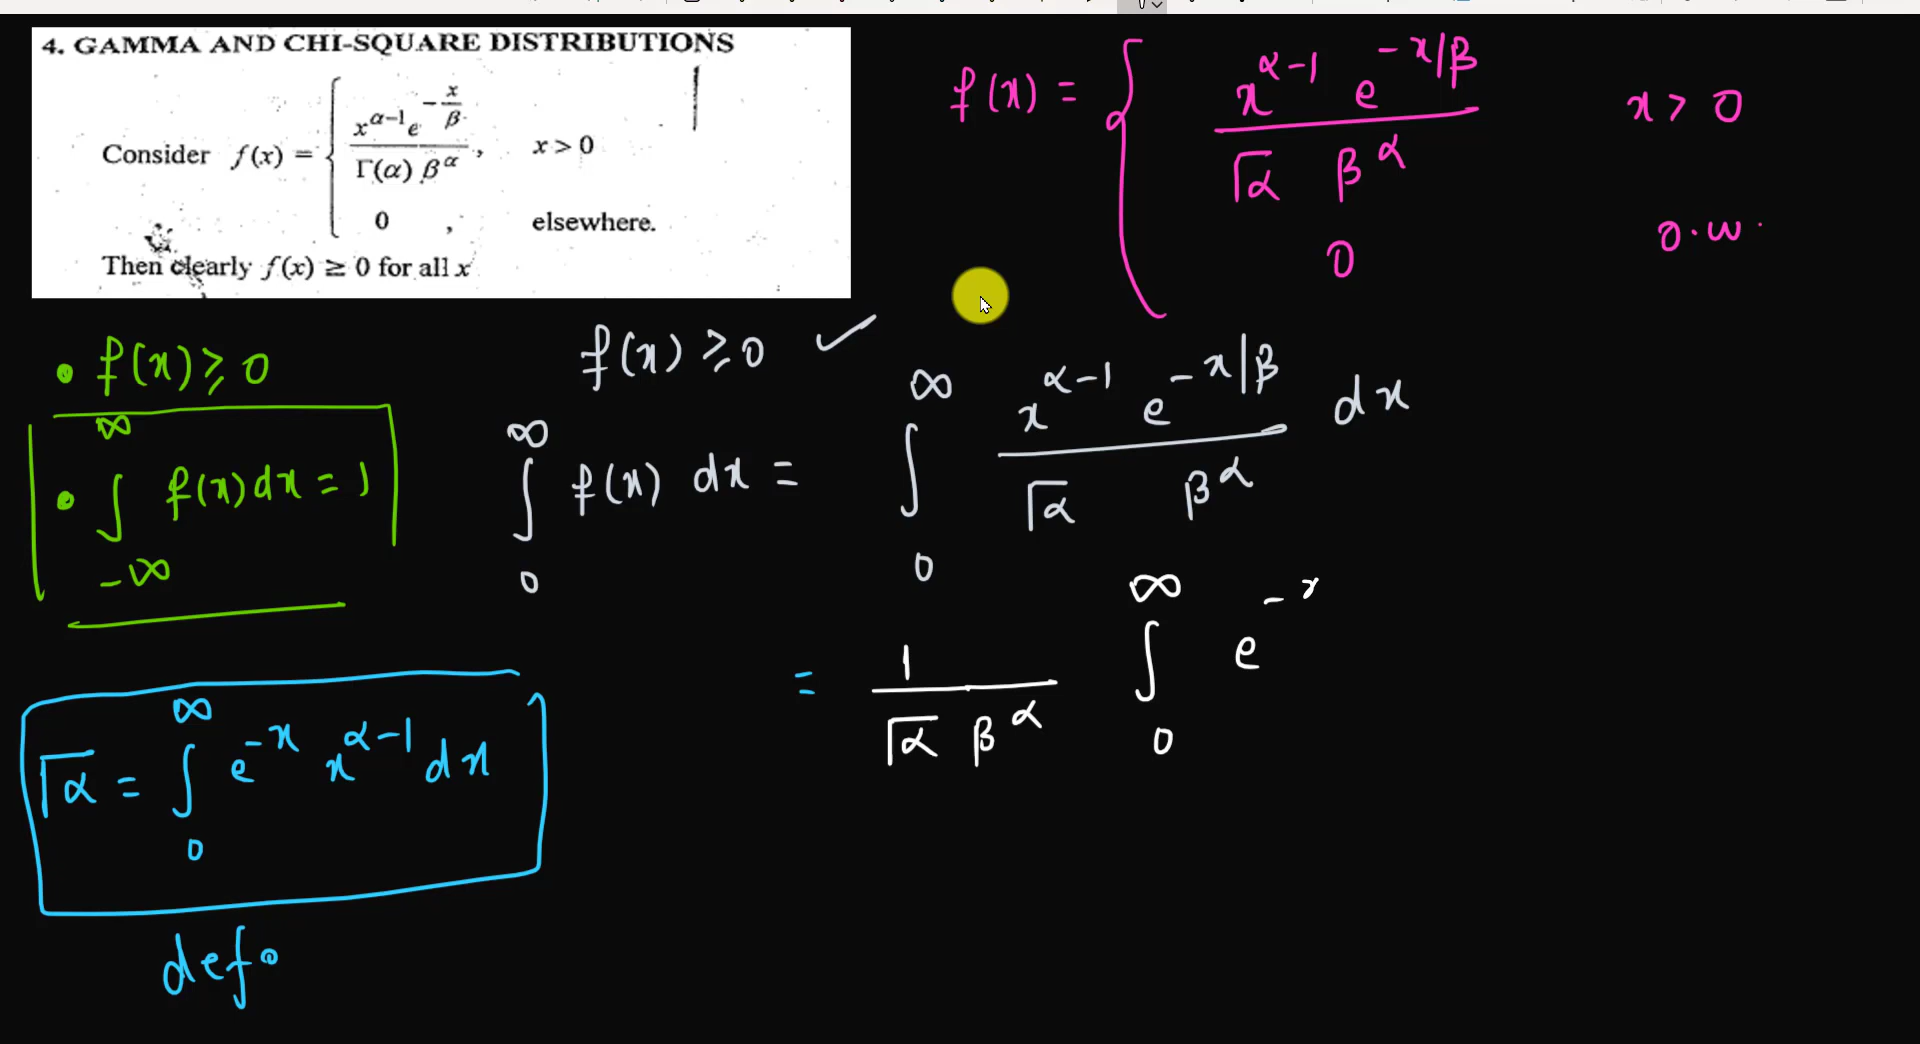 4. GAMMA AND CHI-SQUARE DISTRIBUTIONS
Consider f(x) = { x^{α−1} e^{−x/β} / Γ(α) β^α , x > 0
0 , elsewhere.
Then clearly f(x) ≥ 0 for all x
f(x) = { x^{α-1} e^{-x/β} / Γα β^α x > 0
0 o.w.
• f(x) ≥ 0
• ∫_{-∞}^{∞} f(x) dx = 1
f(x) ≥ 0 ✓
∫_0^∞ f(x) dx = ∫_0^∞ x^{α-1} e^{-x/β} / Γα β^α dx
= 1 / Γα β^α ∫_0^∞ e^{-x
Γα = ∫_0^∞ e^{-x} x^{α-1} dx
defo